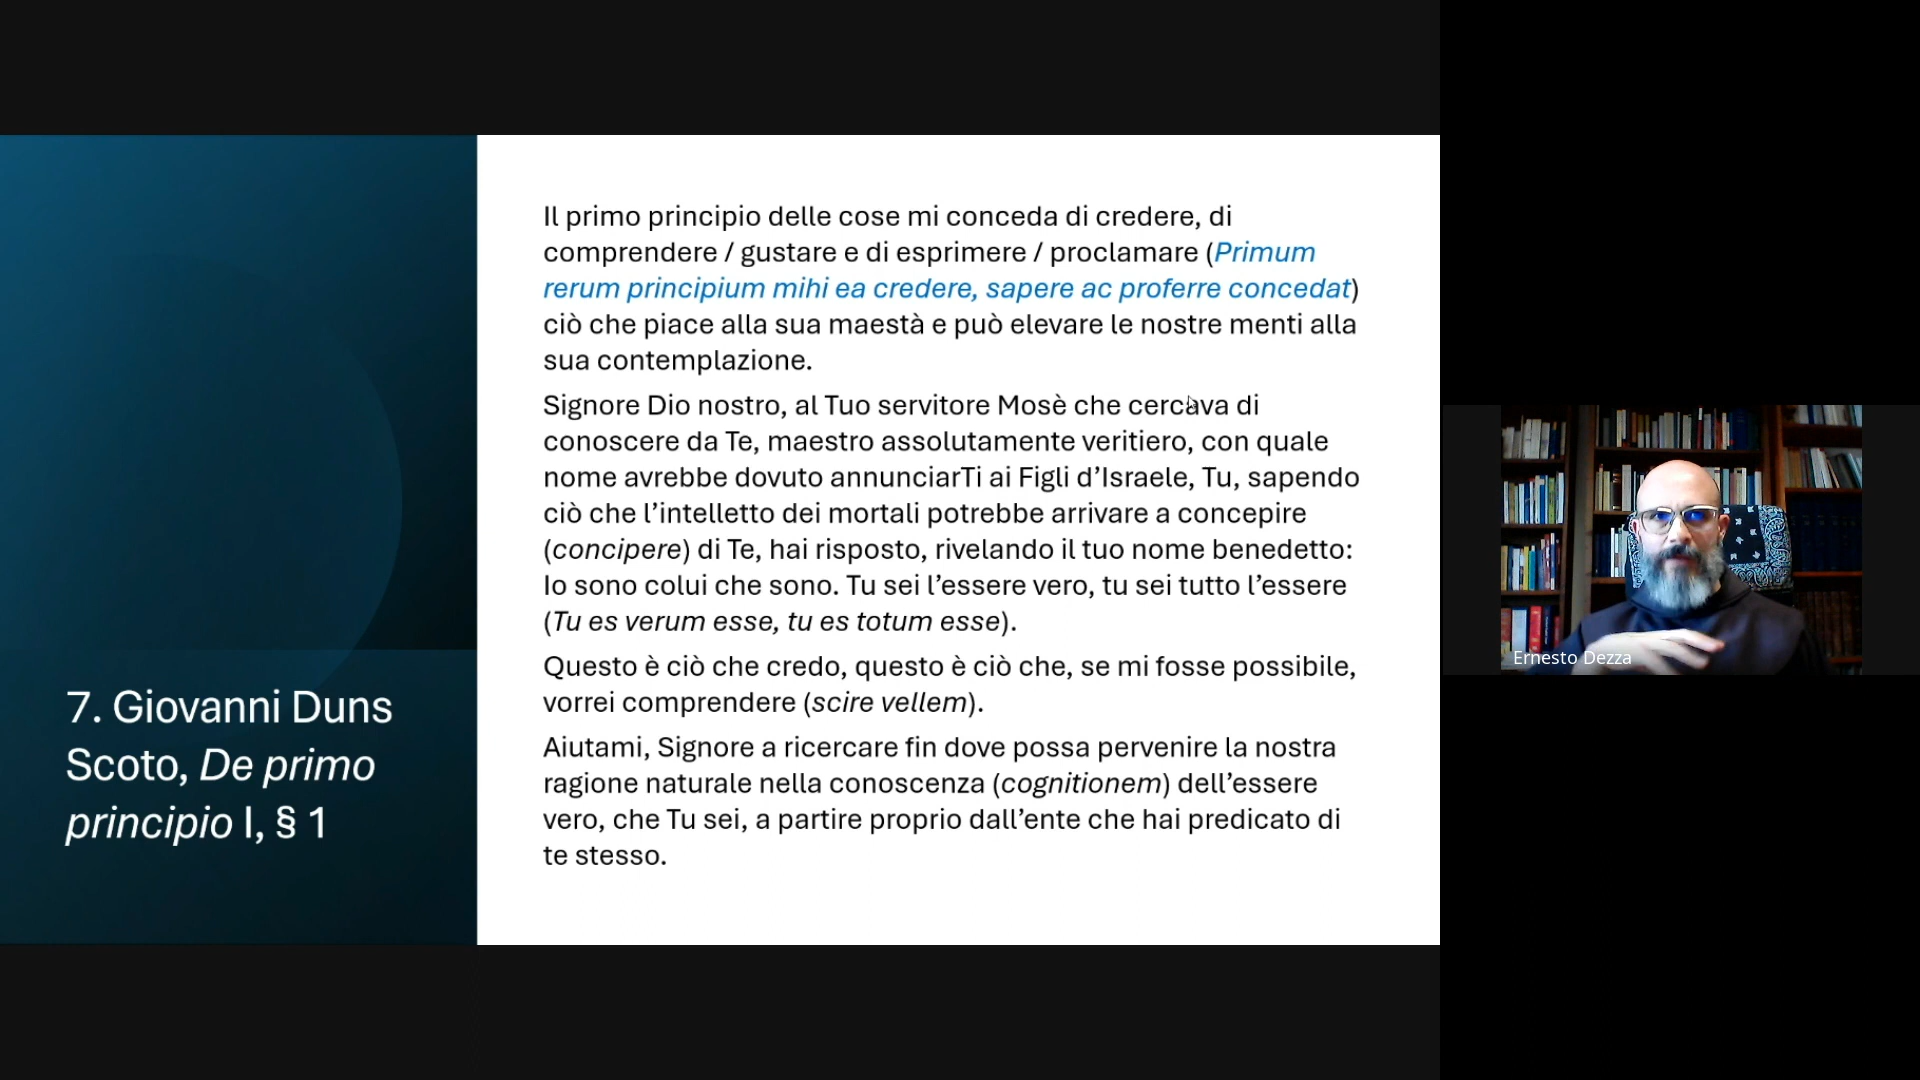 7. Giovanni Duns
Scoto, De primo
principio I, § 1
Il primo principio delle cose mi conceda di credere, di
comprendere / gustare e di esprimere / proclamare (Primum
rerum principium mihi ea credere, sapere ac proferre concedat)
ciò che piace alla sua maestà e può elevare le nostre menti alla
sua contemplazione.
Signore Dio nostro, al Tuo servitore Mosè che cercava di
conoscere da Te, maestro assolutamente veritiero, con quale
nome avrebbe dovuto annunciarTi ai Figli d’Israele, Tu, sapendo
ciò che l’intelletto dei mortali potrebbe arrivare a concepire
(concipere) di Te, hai risposto, rivelando il tuo nome benedetto:
Io sono colui che sono. Tu sei l’essere vero, tu sei tutto l’essere
(Tu es verum esse, tu es totum esse).
Questo è ciò che credo, questo è ciò che, se mi fosse possibile,
vorrei comprendere (scire vellem).
Aiutami, Signore a ricercare fin dove possa pervenire la nostra
ragione naturale nella conoscenza (cognitionem) dell’essere
vero, che Tu sei, a partire proprio dall’ente che hai predicato di
te stesso.
Ernesto Dezza